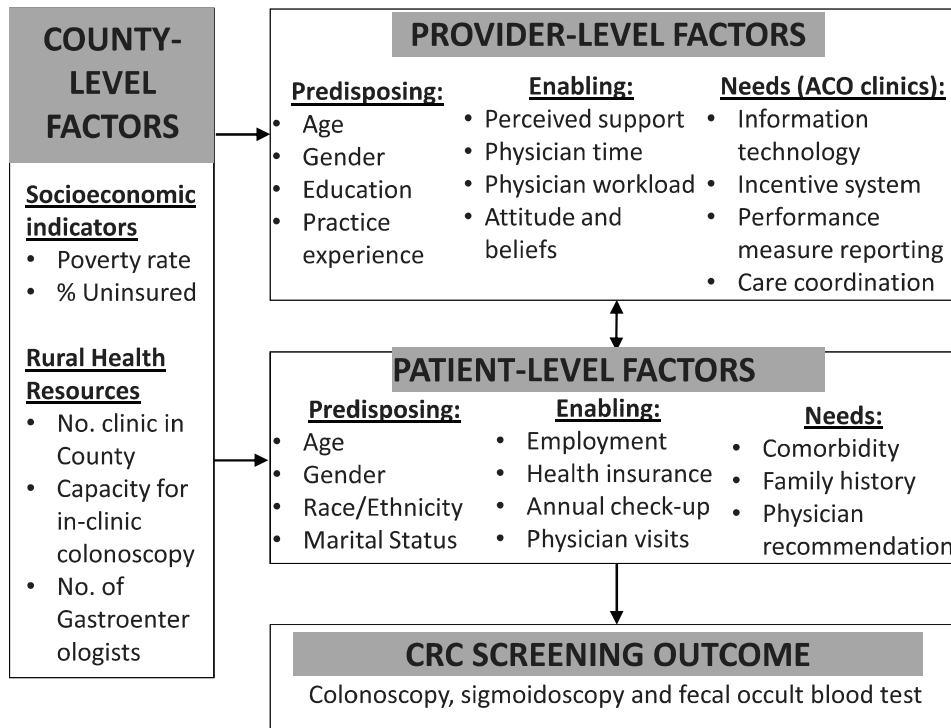 COUNTY-
LEVEL
FACTORS
Socioeconomic
indicators
• Poverty rate
• % Uninsured
Rural Health
Resources
• No. clinic in
County
• Capacity for
in-clinic
colonoscopy
• No. of
Gastroenter
ologists
PROVIDER-LEVEL FACTORS
Predisposing:
• Age
• Gender
• Education
• Practice
experience
Enabling:
• Perceived support
• Physician time
• Physician workload
• Attitude and
beliefs
Needs (ACO clinics):
• Information
technology
• Incentive system
• Performance
measure reporting
• Care coordination
PATIENT-LEVEL FACTORS
Predisposing:
• Age
• Gender
• Race/Ethnicity
• Marital Status
Enabling:
• Employment
• Health insurance
• Annual check-up
• Physician visits
Needs:
• Comorbidity
• Family history
• Physician
recommendation
CRC SCREENING OUTCOME
Colonoscopy, sigmoidoscopy and fecal occult blood test